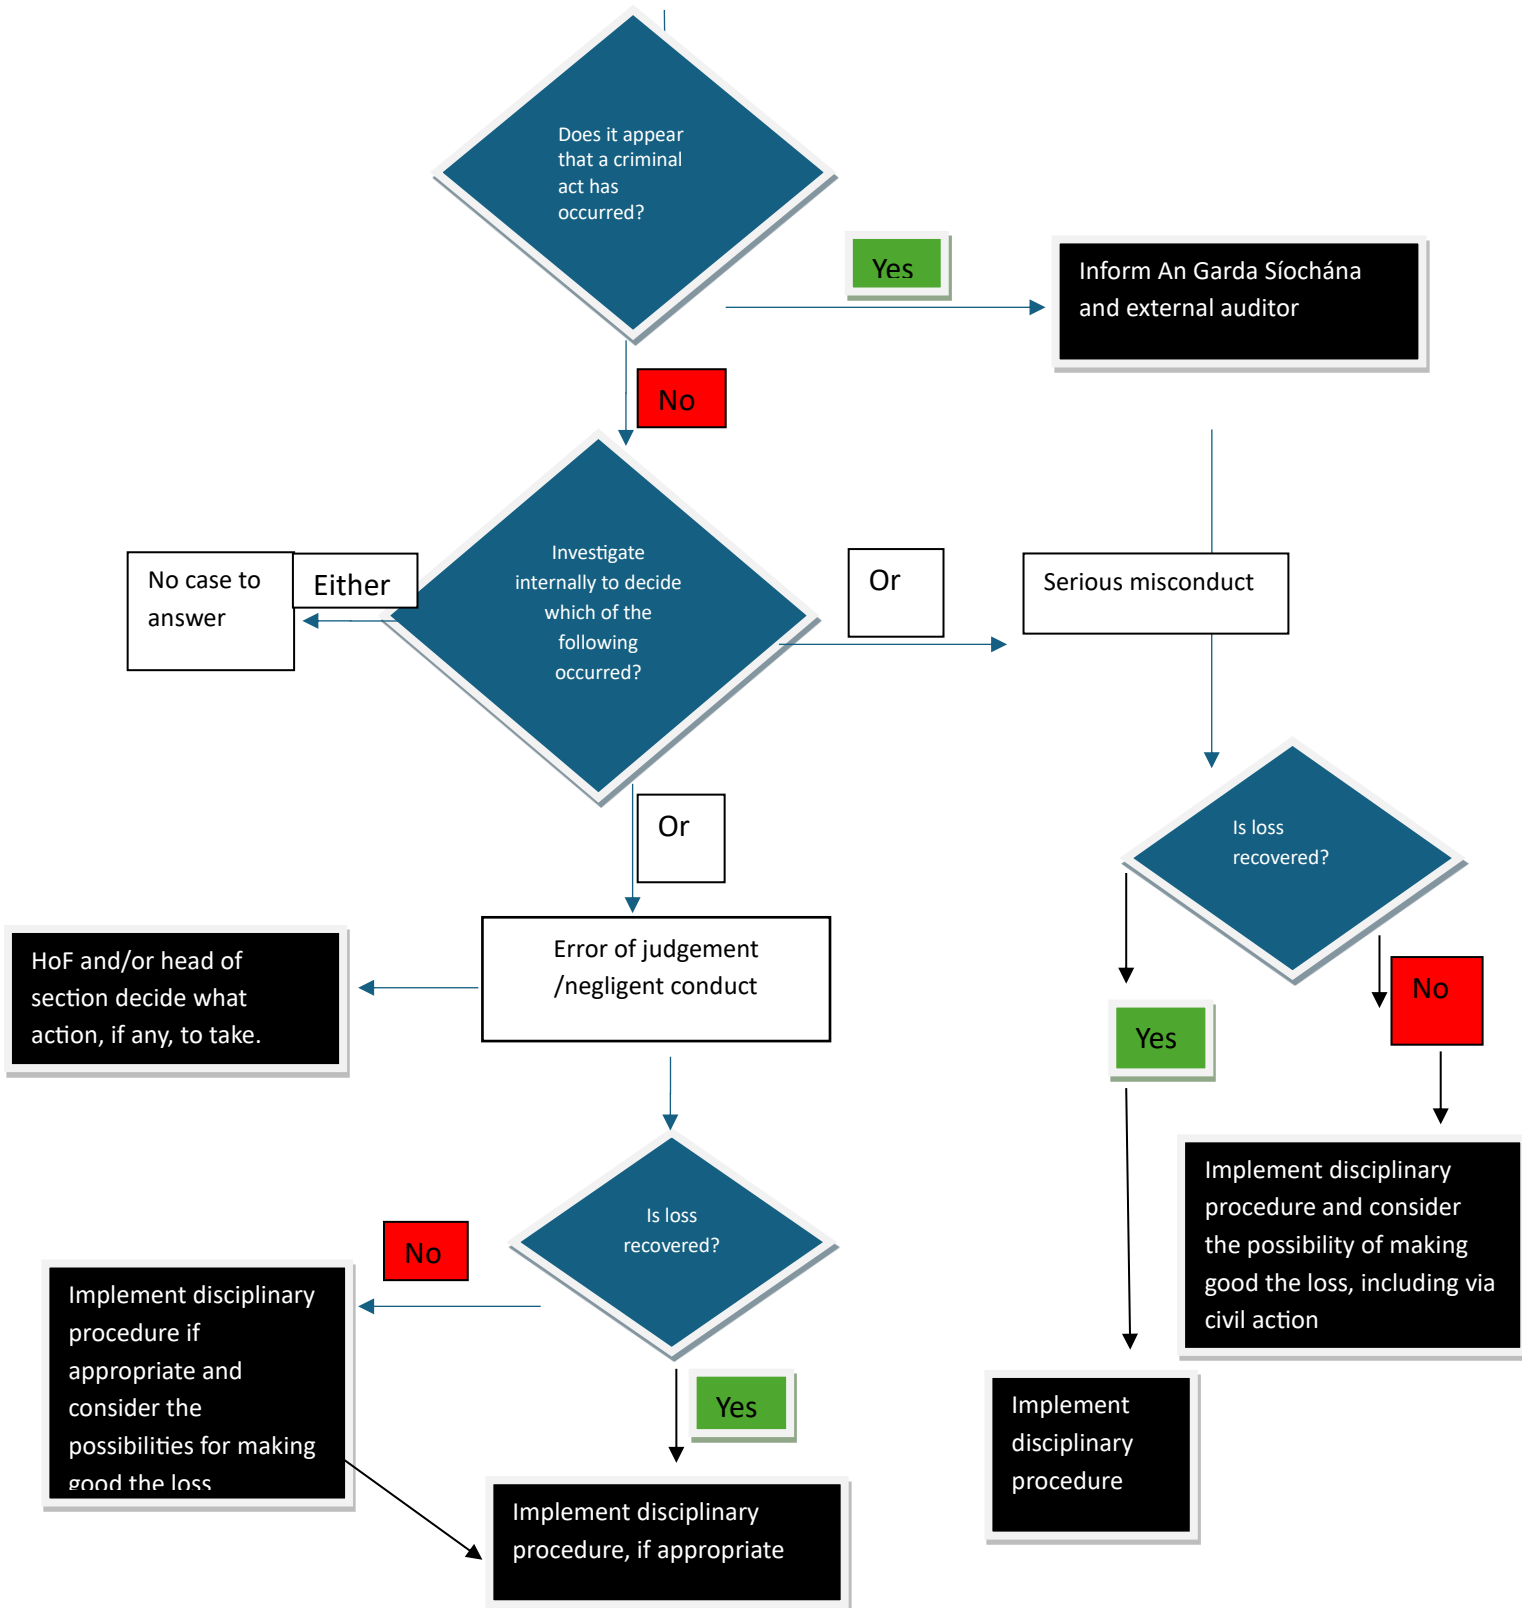 Does it appear
that a criminal
act has
occurred?
Yes
Inform An Garda Síochána
and external auditor
No
No case to
answer
Either
Investigate
internally to decide
which of the
following
occurred?
Or
Serious misconduct
Or
Is loss
recovered?
HoF and/or head of
section decide what
action, if any, to take.
Error of judgement
/negligent conduct
Yes
No
Implement disciplinary
procedure and consider
the possibility of making
good the loss, including via
civil action
Is loss
recovered?
No
Implement disciplinary
procedure if
appropriate and
consider the
possibilities for making
good the loss
Yes
Implement
disciplinary
procedure
Implement disciplinary
procedure, if appropriate